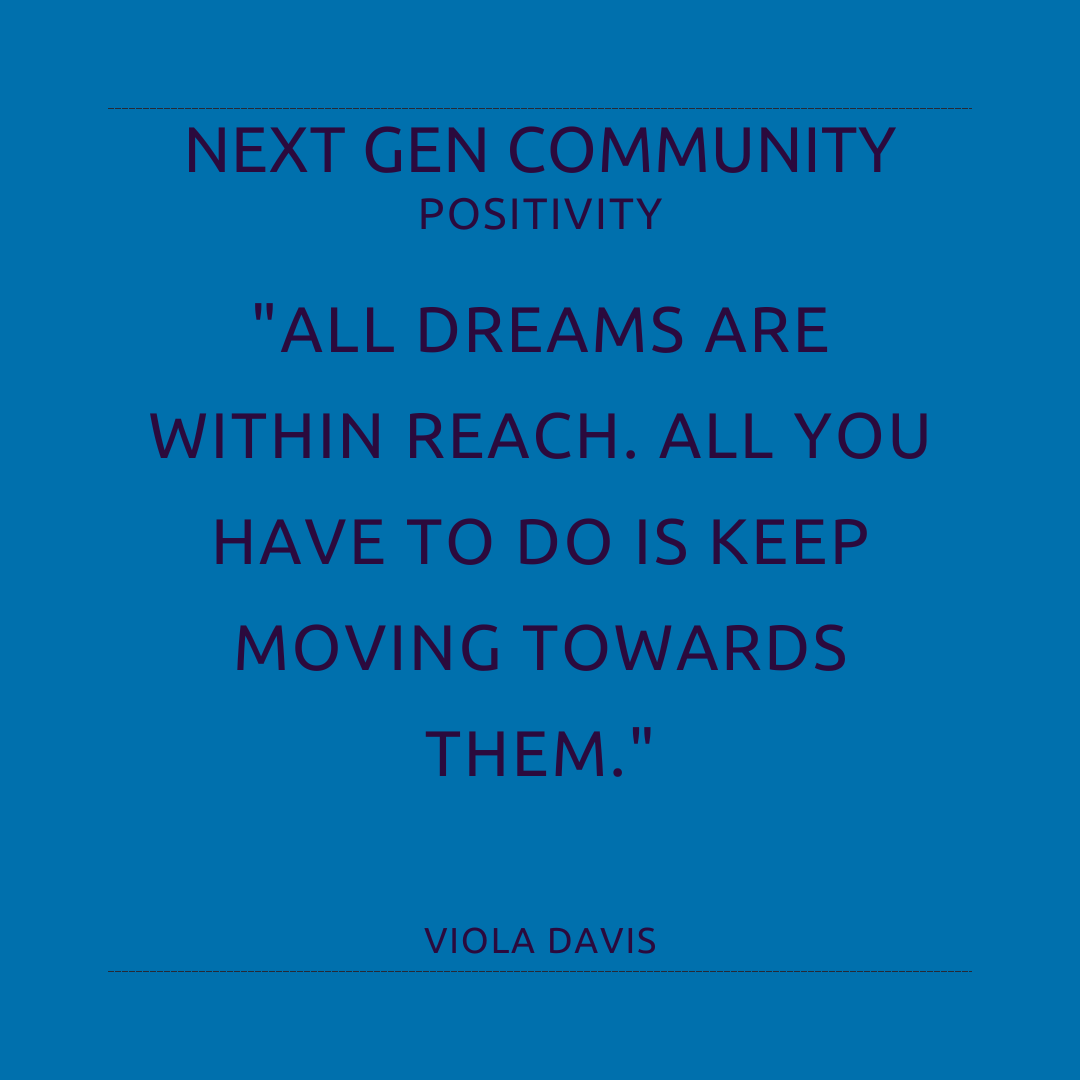 NEXT GEN COMMUNITY
POSITIVITY
"ALL DREAMS ARE
WITHIN REACH. ALL YOU
HAVE TO DO IS KEEP
MOVING TOWARDS
THEM."
VIOLA DAVIS